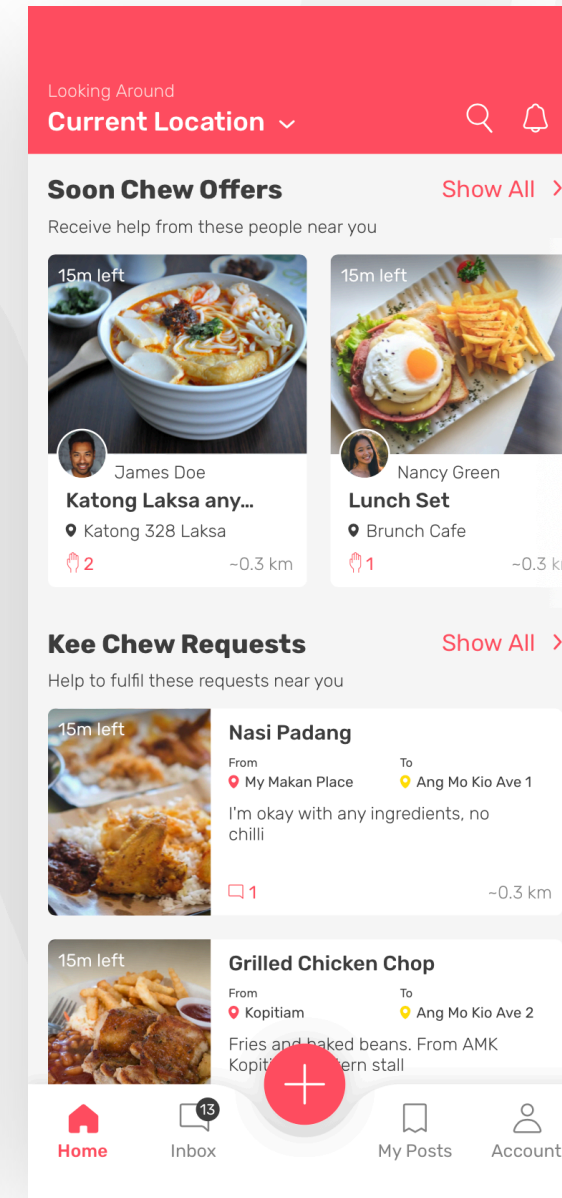 Looking Around
Current Location
Soon Chew Offers
Show All
Receive help from these people near you
15m left
15m left
James Doe
Nancy Green
Katong Laksa any...
Lunch Set
Katong 328 Laksa
Brunch Cafe
2
~0.3 km
1
~0.3 k
Kee Chew Requests
Show All
Help to fulfil these requests near you
15m left
Nasi Padang
From
To
My Makan Place
Ang Mo Kio Ave 1
I'm okay with any ingredients, no
chilli
1
~0.3 km
15m left
Grilled Chicken Chop
From
To
Kopitiam
Ang Mo Kio Ave 2
Fries and baked beans. From AMK
stall
13
Home
Inbox
My Posts
Account